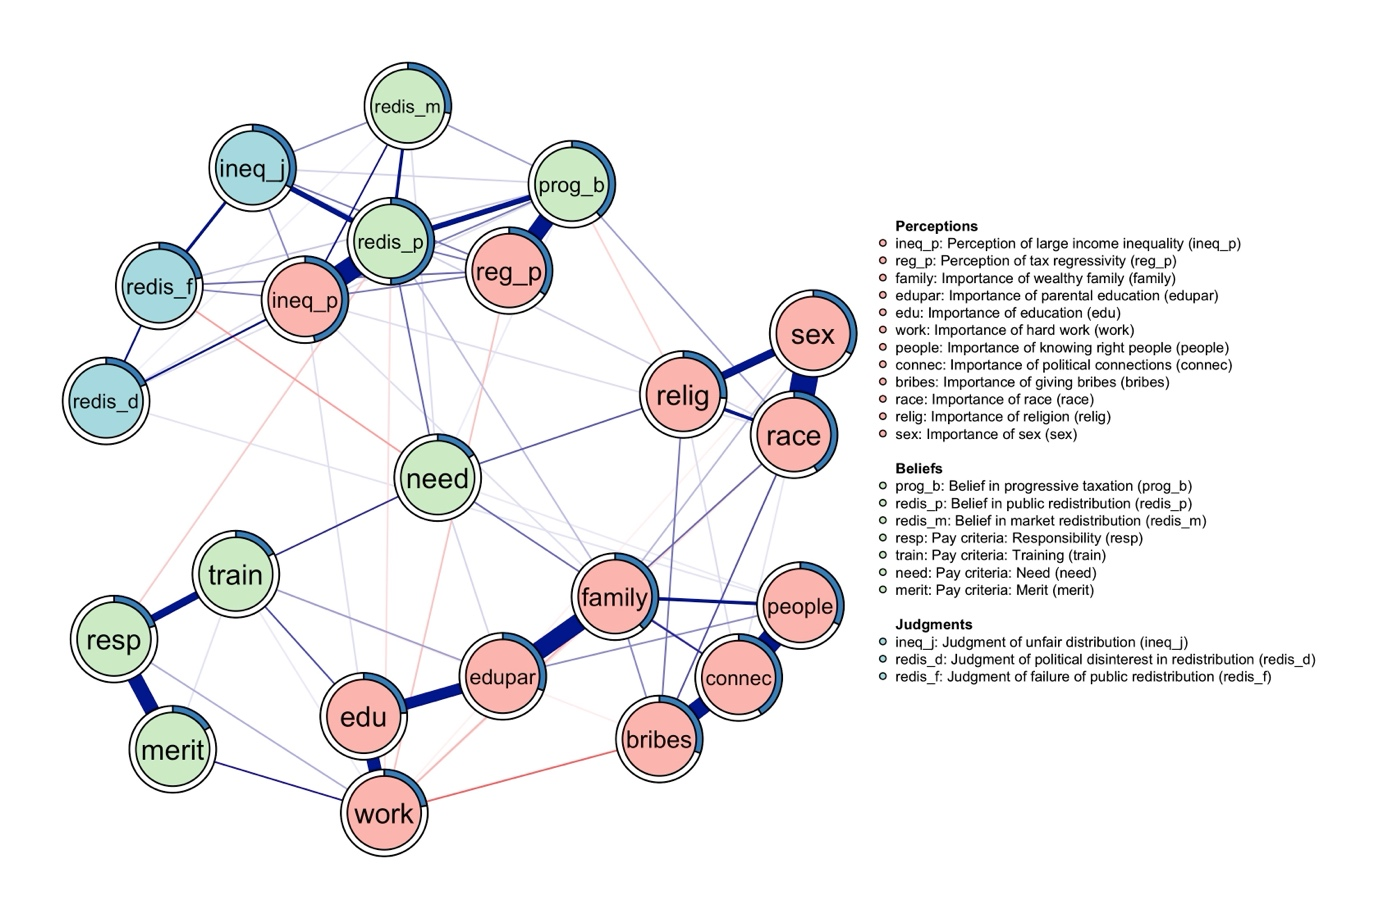 redis_m
ineq_j
prog_b
redis_p
reg_p
redis_f
ineq_p
sex
relig
redis_d
race
need
train
family
people
resp
edupar
connec
edu
bribes
merit
work
Perceptions
ineq_p: Perception of large income inequality (ineq_p)
reg_p: Perception of tax regressivity (reg_p)
family: Importance of wealthy family (family)
edupar: Importance of parental education (edupar)
edu: Importance of education (edu)
work: Importance of hard work (work)
people: Importance of knowing right people (people)
connec: Importance of political connections (connec)
bribes: Importance of giving bribes (bribes)
race: Importance of race (race)
relig: Importance of religion (relig)
sex: Importance of sex (sex)
Beliefs
prog_b: Belief in progressive taxation (prog_b)
redis_p: Belief in public redistribution (redis_p)
redis_m: Belief in market redistribution (redis_m)
resp: Pay criteria: Responsibility (resp)
train: Pay criteria: Training (train)
need: Pay criteria: Need (need)
merit: Pay criteria: Merit (merit)
Judgments
ineq_j: Judgment of unfair distribution (ineq_j)
redis_d: Judgment of political disinterest in redistribution (redis_d)
redis_f: Judgment of failure of public redistribution (redis_f)